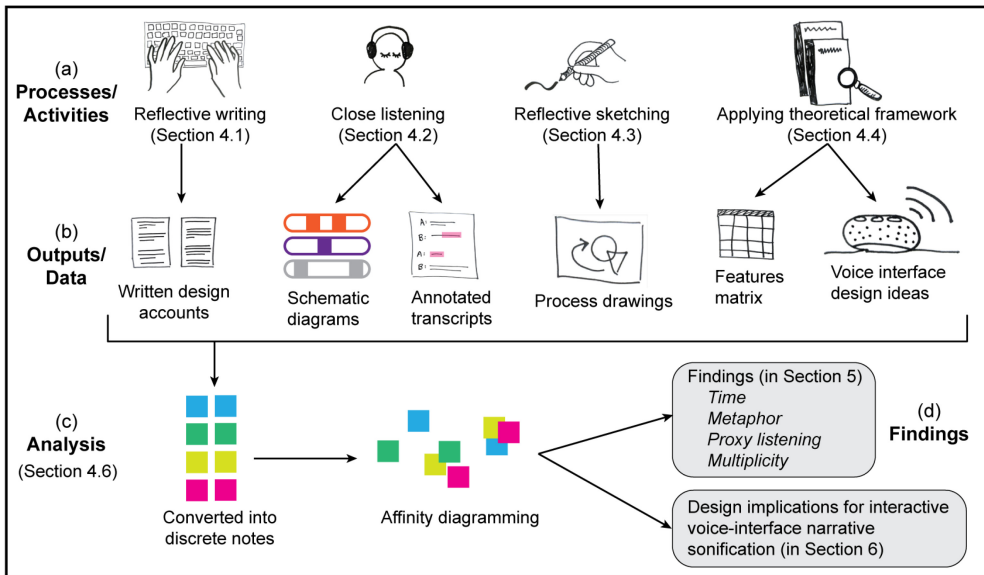 (a)
Processes/
Activities
Reflective writing
(Section 4.1)
Close listening
(Section 4.2)
Reflective sketching
(Section 4.3)
Applying theoretical framework
(Section 4.4)
(b)
Outputs/
Data
A:
B:
A:
B:
Written design
accounts
Schematic
diagrams
Annotated
transcripts
Process drawings
Features
matrix
Voice interface
design ideas
(c)
Analysis
(Section 4.6)
Converted into
discrete notes
Affinity diagramming
Findings (in Section 5)
Time
Metaphor
Proxy listening
Multiplicity
(d)
Findings
Design implications for interactive
voice-interface narrative
sonification (in Section 6)